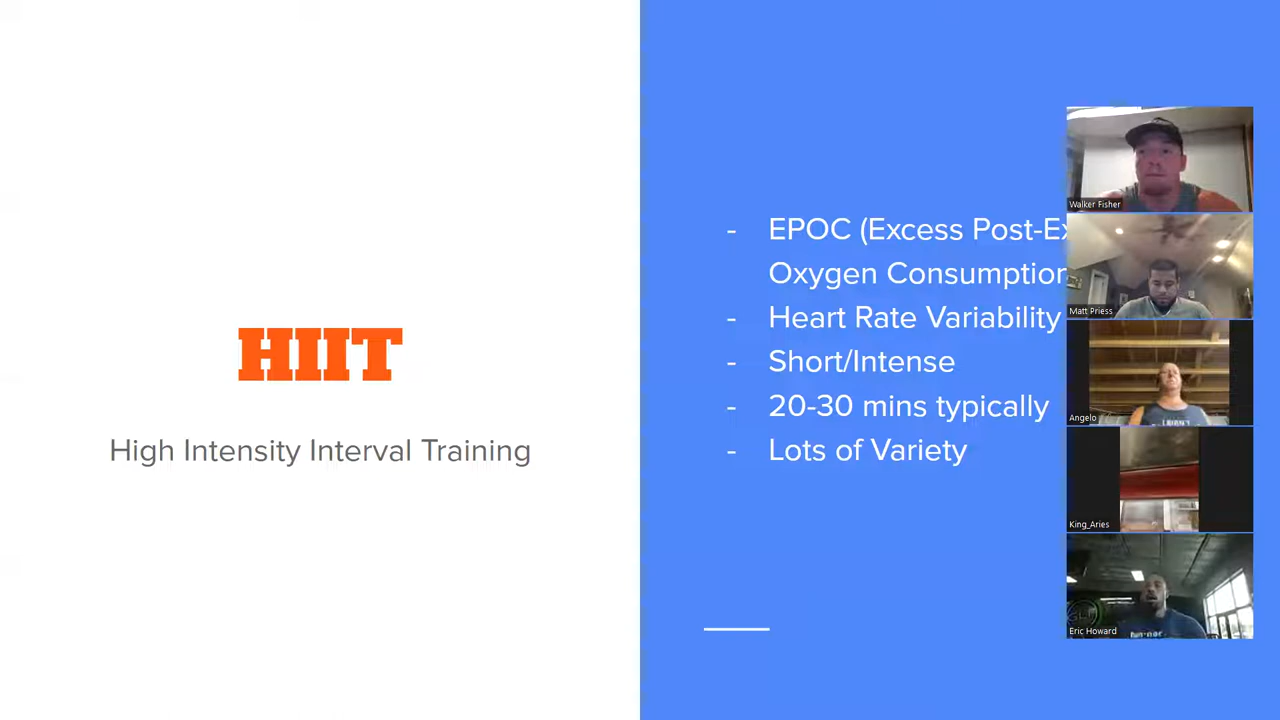 HIIT
High Intensity Interval Training
- EPOC (Excess Post-Ex
Oxygen Consumption
- Heart Rate Variability
- Short/Intense
- 20-30 mins typically
- Lots of Variety
Walker Fisher
Matt Priess
Angelo
King_Aries
Eric Howard